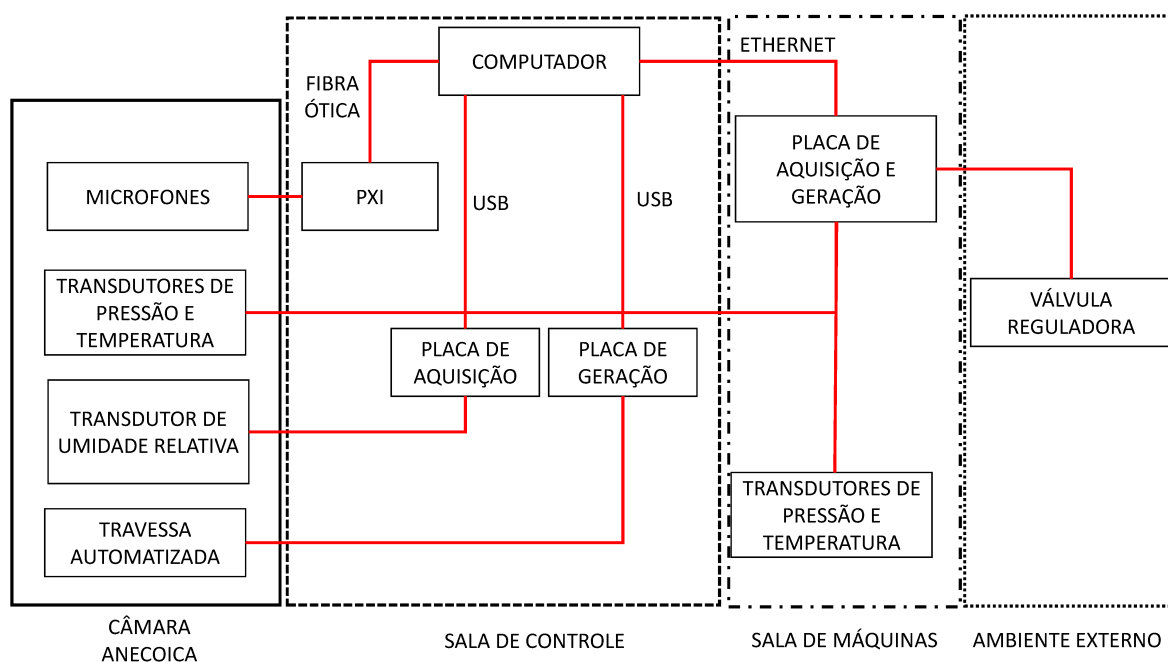 COMPUTADOR
ETHERNET
FIBRA
ÓTICA
PLACA DE
AQUISIÇÃO E
GERAÇÃO
MICROFONES
PXI
USB
USB
TRANSDUTORES DE
PRESSÃO E
TEMPERATURA
VÁLVULA
REGULADORA
PLACA DE
AQUISIÇÃO
PLACA DE
GERAÇÃO
TRANSDUTOR DE
UMIDADE RELATIVA
TRANSDUTORES DE
PRESSÃO E
TEMPERATURA
TRAVESSA
AUTOMATIZADA
CÂMARA
ANECOICA
SALA DE CONTROLE
SALA DE MÁQUINAS
AMBIENTE EXTERNO